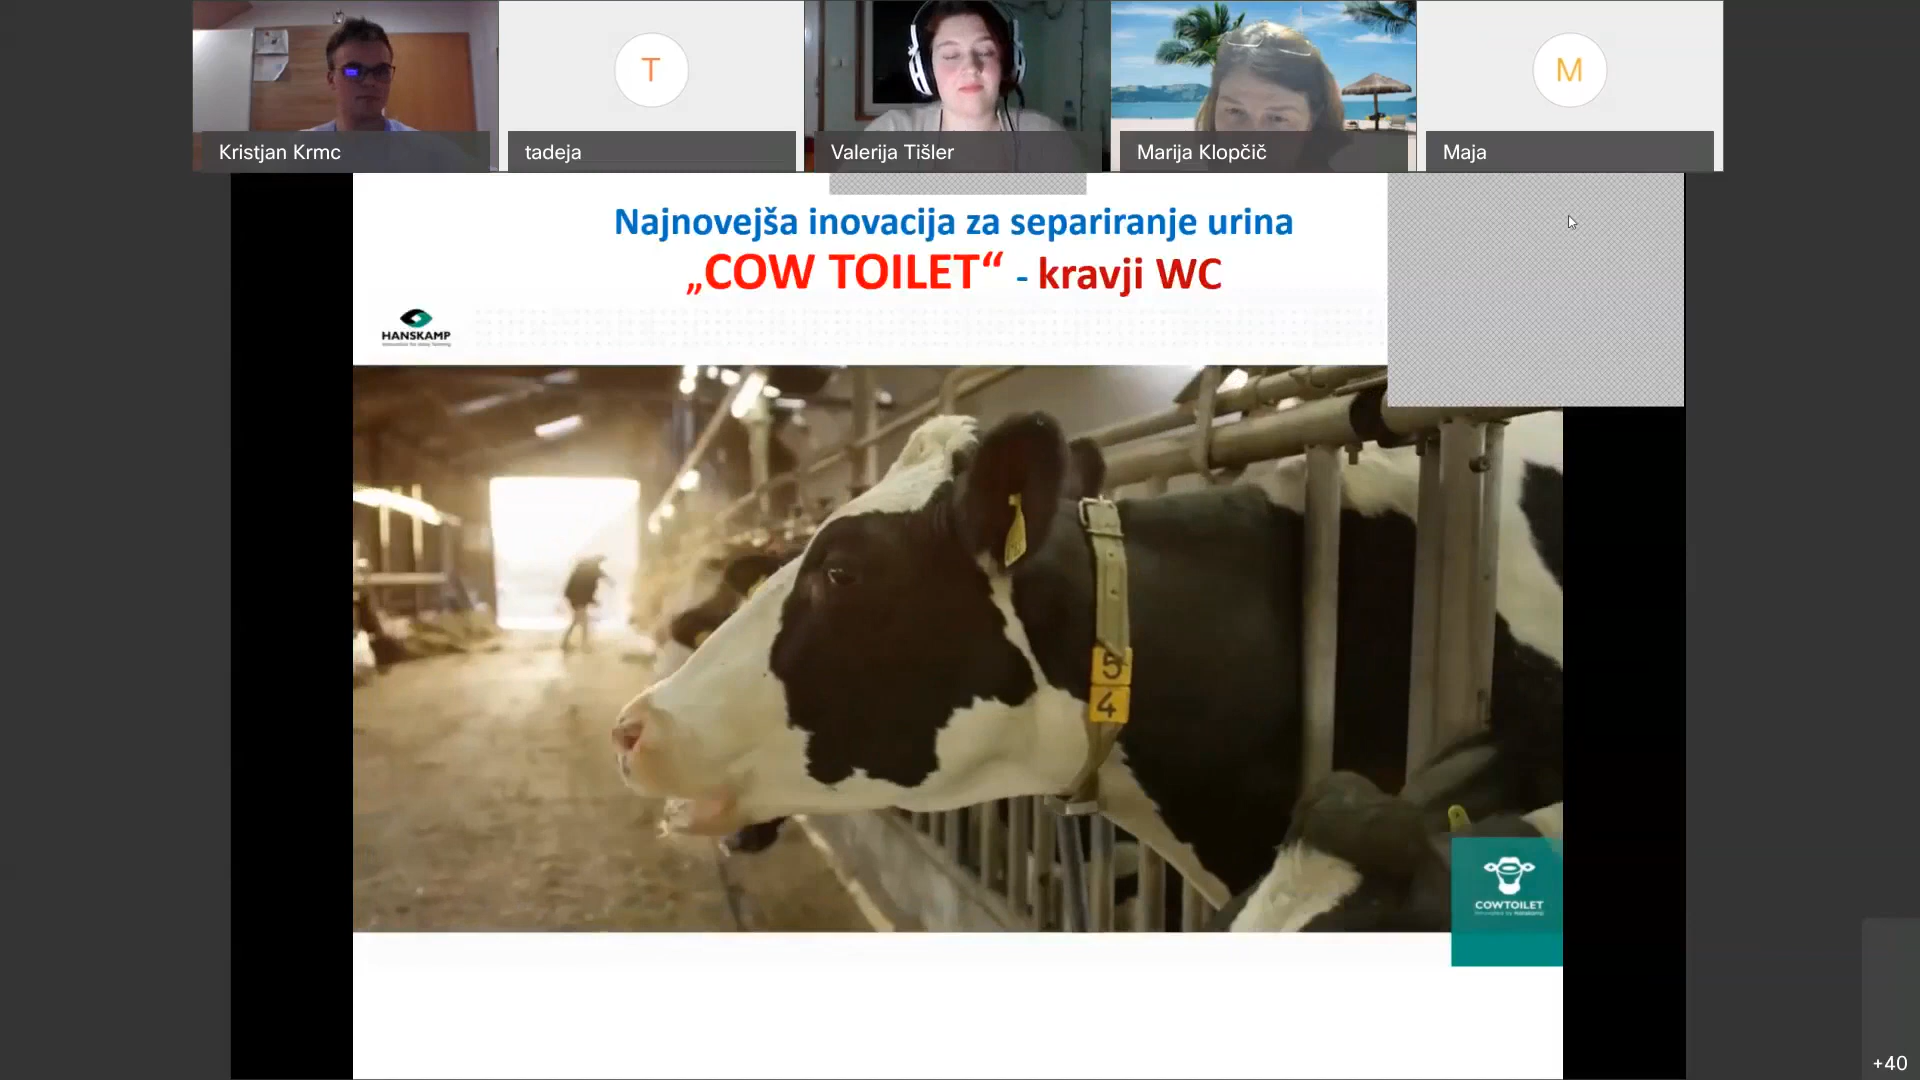 Kristjan Krmc
T
tadeja
Valerija Tišler
Marija Klopčič
M
Maja
Najnovejša inovacija za separiranje urina
„COW TOILET“ - kravji WC
HANSKAMP
5
4
COWTOILET
+40